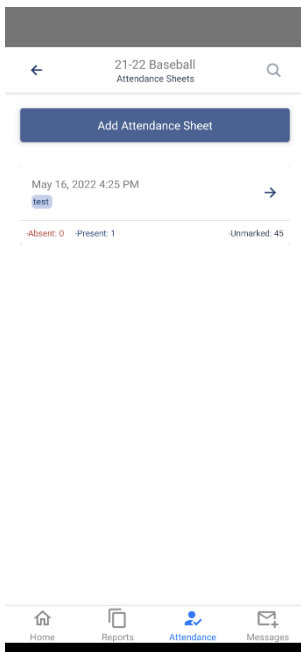 21-22 Baseball
Attendance Sheets
Add Attendance Sheet
May 16, 2022 4:25 PM
test
·Absent: 0 ·Present: 1 ·Unmarked: 45
Home Reports Attendance Messages